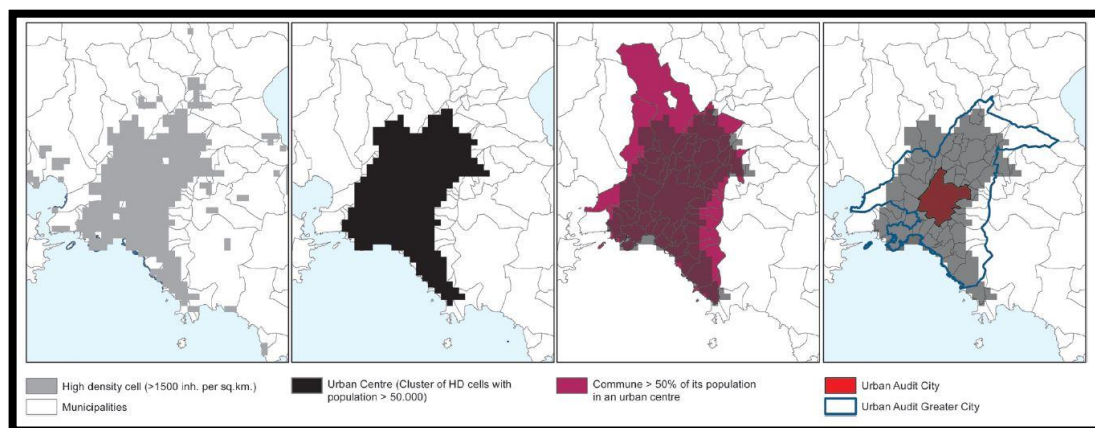 High density cell (>1500 inh. per sq.km.)
Municipalities
Urban Centre (Cluster of HD cells with
population > 50.000)
Commune > 50% of its population
in an urban centre
Urban Audit City
Urban Audit Greater City